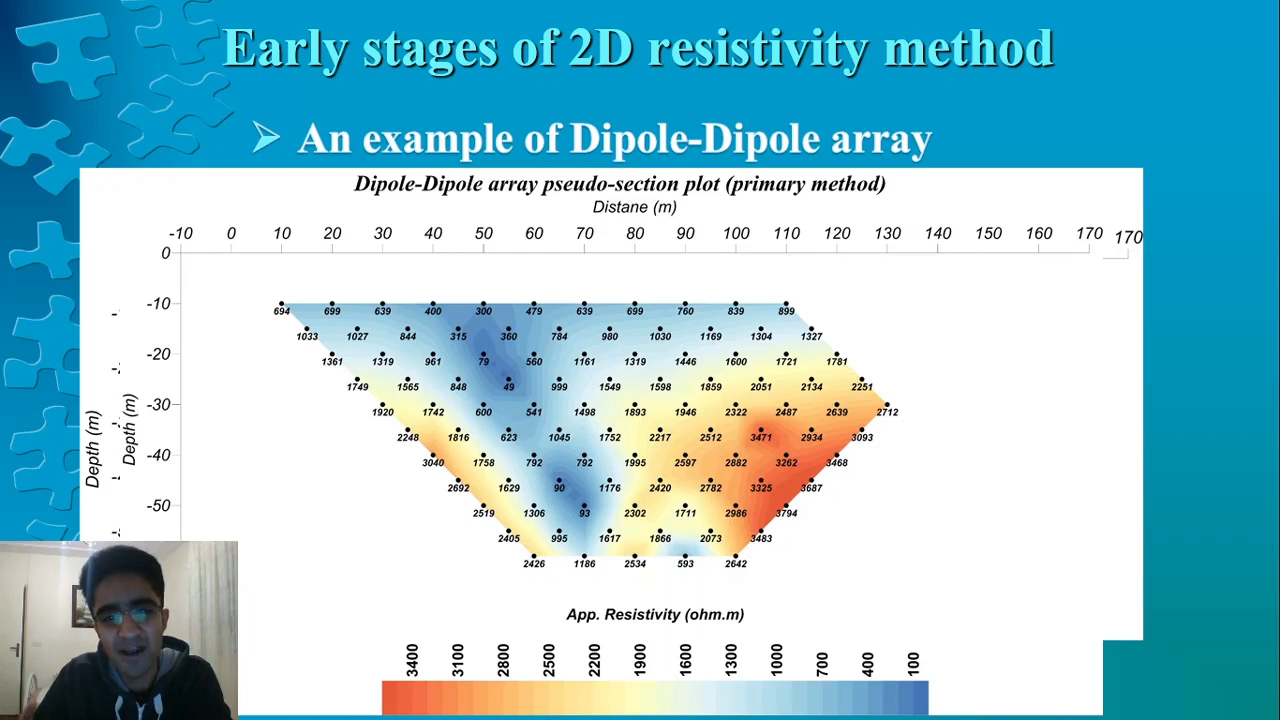 Early stages of 2D resistivity method
An example of Dipole-Dipole array
Dipole-Dipole array pseudo-section plot (primary method)
Distane (m)
-10 0 10 20 30 40 50 60 70 80 90 100 110 120 130 140 150 160 170 170
0
-10
694 699 639 400 300 479 639 699 760 839 899
1033 1027 844 315 360 784 980 1030 1169 1304 1327
-20
1361 1319 961 79 560 1161 1319 1446 1600 1721 1781
1749 1565 848 49 999 1549 1598 1859 2051 2134 2251
-30
1920 1742 600 541 1498 1893 1946 2322 2487 2639 2712
2248 1816 623 1045 1752 2217 2512 3471 2934 3093
-40
3040 1758 792 792 1995 2597 2882 3262 3468
2692 1629 90 1176 2420 2782 3325 3687
-50
2519 1306 93 2302 1711 2986 3794
2405 995 1617 1866 2073 3483
2426 1186 2534 593 2642
Depth (m)
Depth (m)
App. Resistivity (ohm.m)
3400 3100 2800 2500 2200 1900 1600 1300 1000 700 400 100